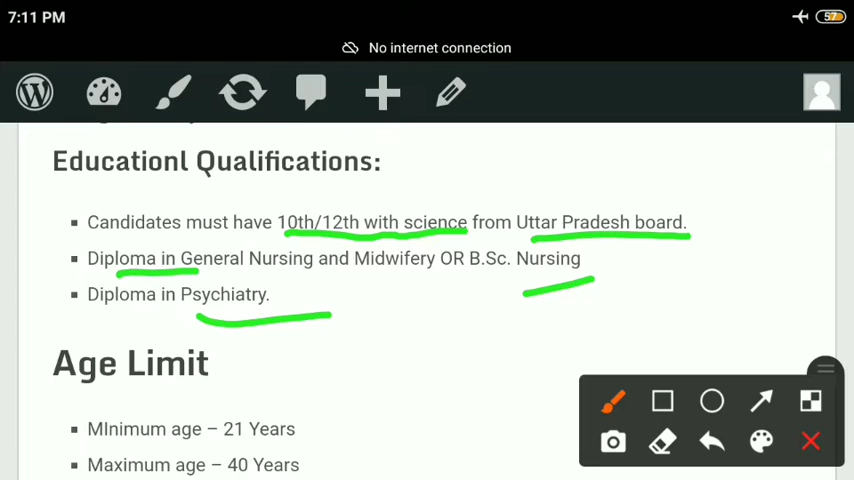 7:11 PM
57
No internet connection
Educationl Qualifications:
▪ Candidates must have 10th/12th with science from Uttar Pradesh board.
▪ Diploma in General Nursing and Midwifery OR B.Sc. Nursing
▪ Diploma in Psychiatry.
Age Limit
▪ MInimum age – 21 Years
▪ Maximum age – 40 Years